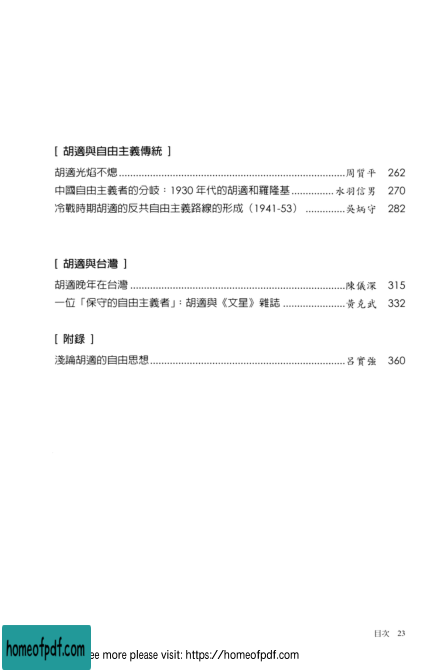 [ 胡適與自由主義傳統 ]
胡適光焰不熄............................................................................周質平 262
中國自由主義者的分歧：1930 年代的胡適和羅隆基...............水羽信男 270
冷戰時期胡適的反共自由主義路線的形成（1941-53） ..............吳炳守 282
[ 胡適與台灣 ]
胡適晚年在台灣 ........................................................................陳儀深 315
一位「保守的自由主義者」：胡適與《文星》雜誌 .....................黃克武 332
[ 附錄 ]
淺論胡適的自由思想.................................................................呂實強 360
目次 23
homeofpdf.com
ee more please visit: https://homeofpdf.com